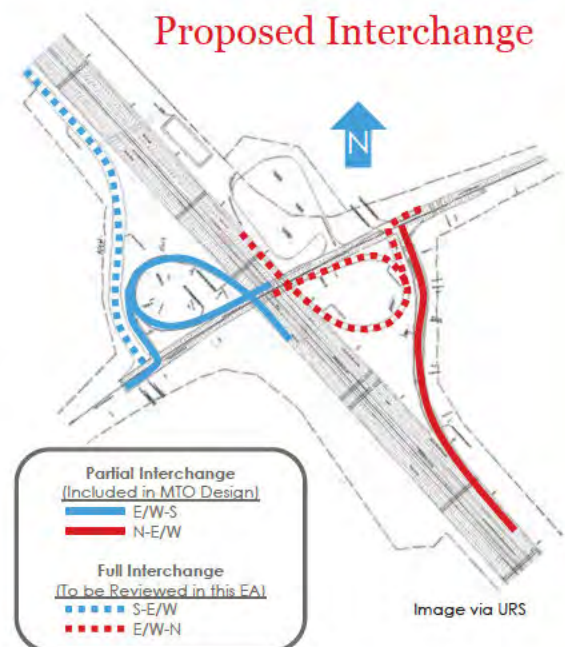 Proposed Interchange
N
Partial Interchange
(Included in MTO Design)
E/W-S
N-E/W
Full Interchange
(To be Reviewed in this EA)
S-E/W
E/W-N
Image via URS